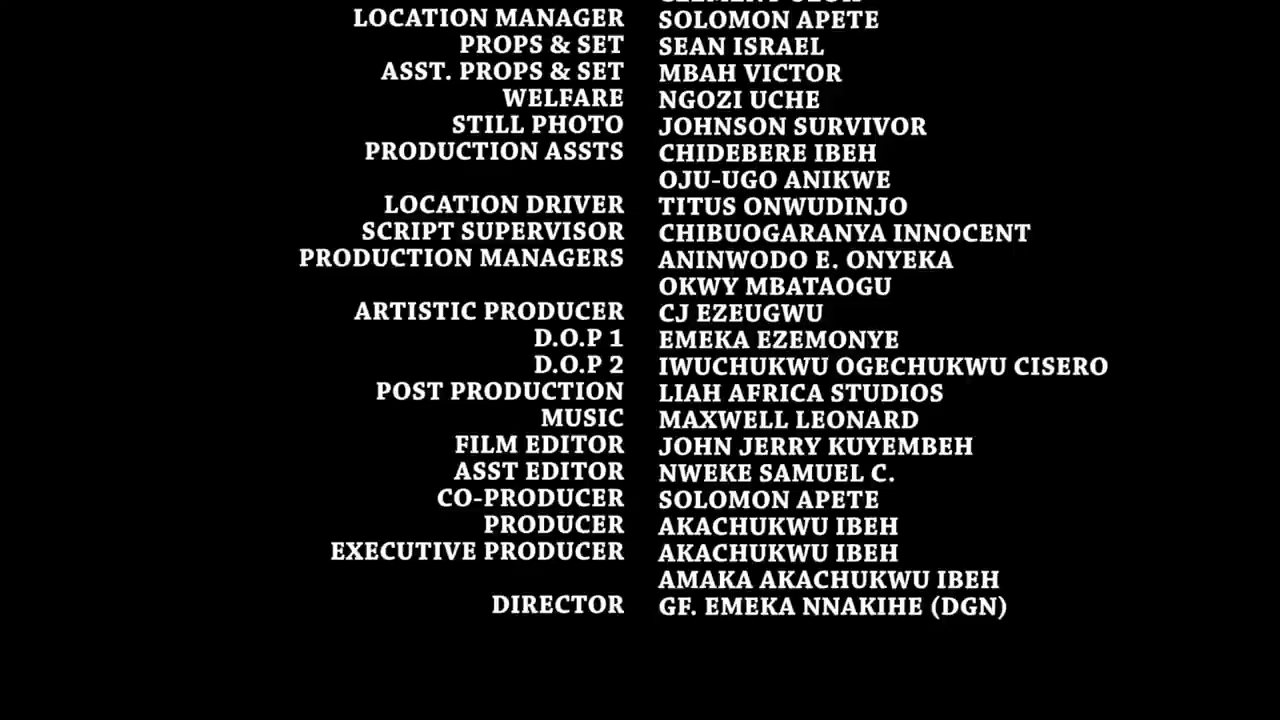 LOCATION MANAGER SOLOMON APETE
PROPS & SET SEAN ISRAEL
ASST. PROPS & SET MBAH VICTOR
WELFARE NGOZI UCHE
STILL PHOTO JOHNSON SURVIVOR
PRODUCTION ASSTS CHIDEBERE IBEH
OJU-UGO ANIKWE
LOCATION DRIVER TITUS ONWUDINJO
SCRIPT SUPERVISOR CHIBUOGARANYA INNOCENT
PRODUCTION MANAGERS ANINWODO E. ONYEKA
OKWY MBATAOGU
ARTISTIC PRODUCER CJ EZEUGWU
D.O.P 1 EMEKA EZEMONYE
D.O.P 2 IWUCHUKWU OGECHUKWU CISERO
POST PRODUCTION LIAH AFRICA STUDIOS
MUSIC MAXWELL LEONARD
FILM EDITOR JOHN JERRY KUYEMBEH
ASST EDITOR NWEKE SAMUEL C.
CO-PRODUCER SOLOMON APETE
PRODUCER AKACHUKWU IBEH
EXECUTIVE PRODUCER AKACHUKWU IBEH
AMAKA AKACHUKWU IBEH
DIRECTOR GF. EMEKA NNAKIHE (DGN)